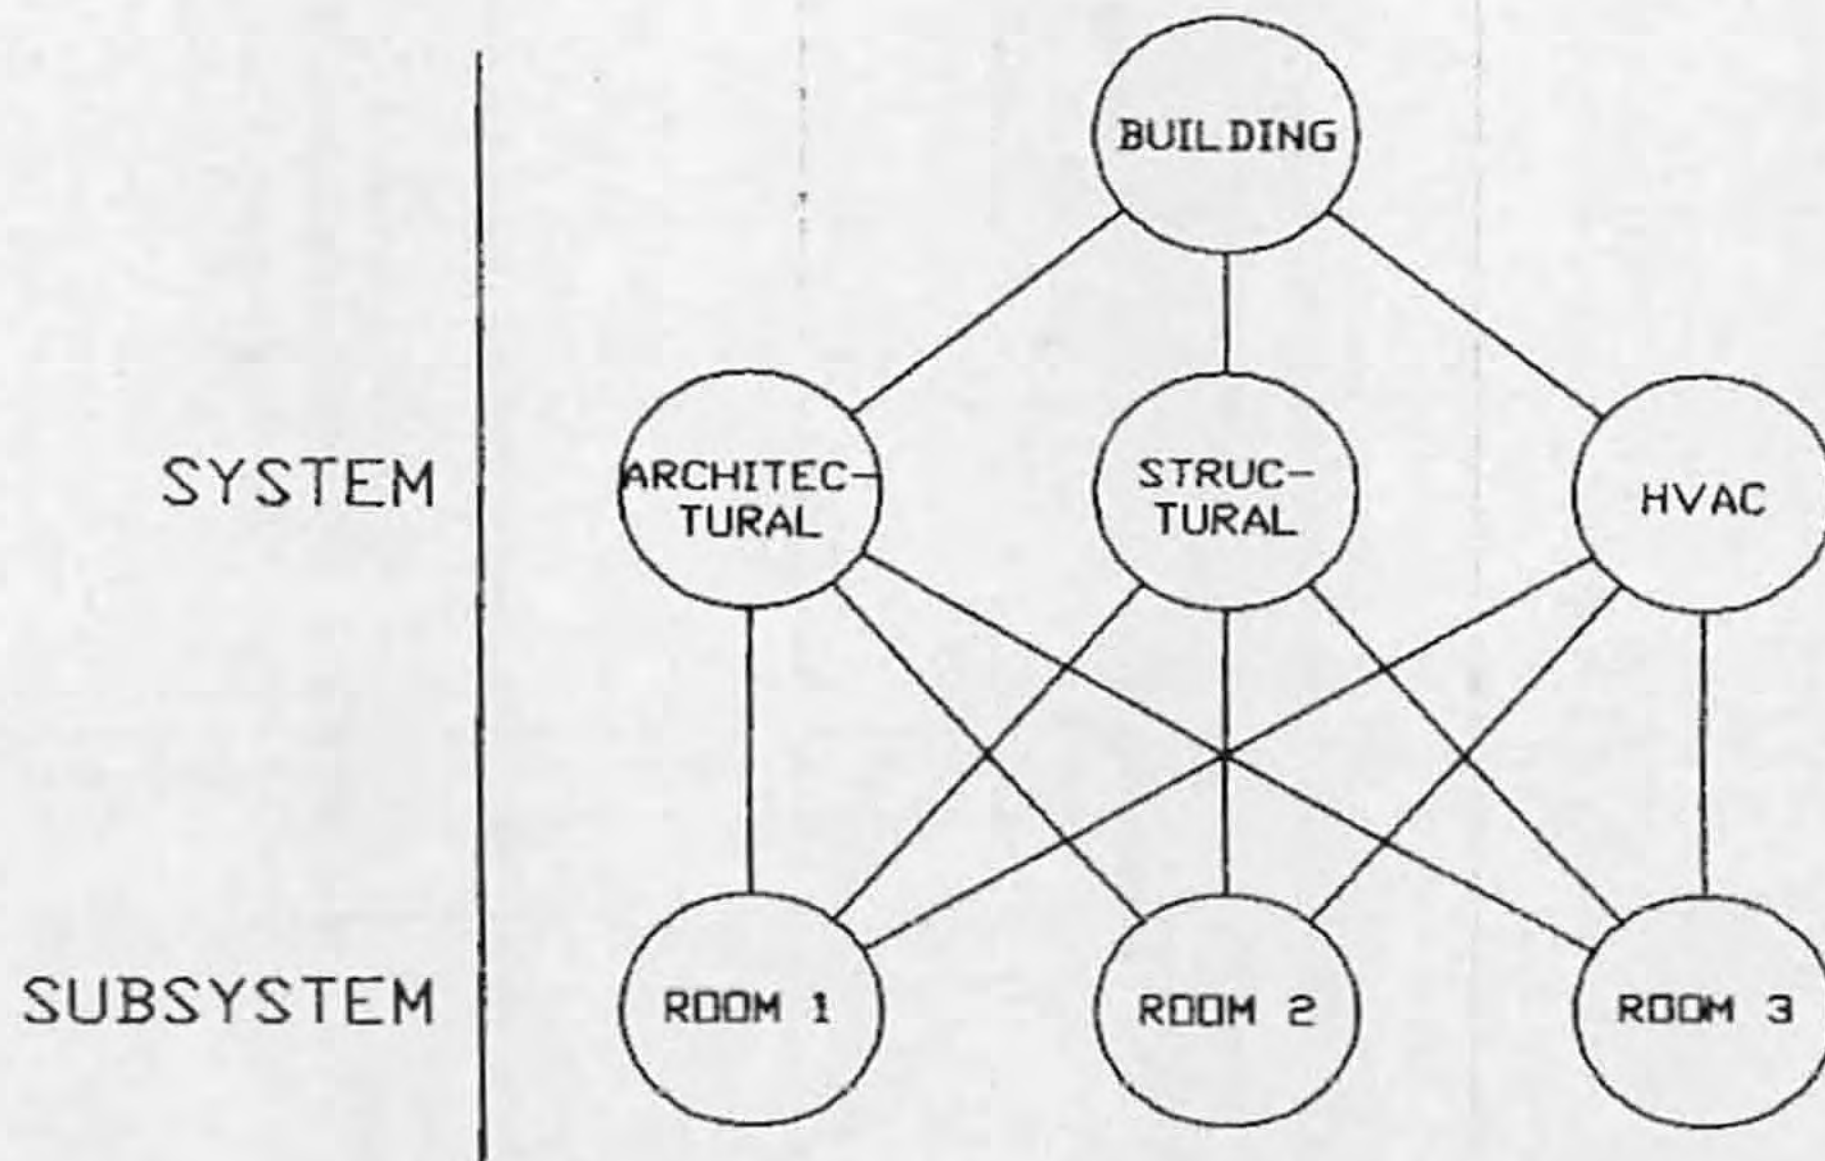 BUILDING
SYSTEM
ARCHITEC-
TURAL
STRUC-
TURAL
HVAC
SUBSYSTEM
ROOM 1
ROOM 2
ROOM 3